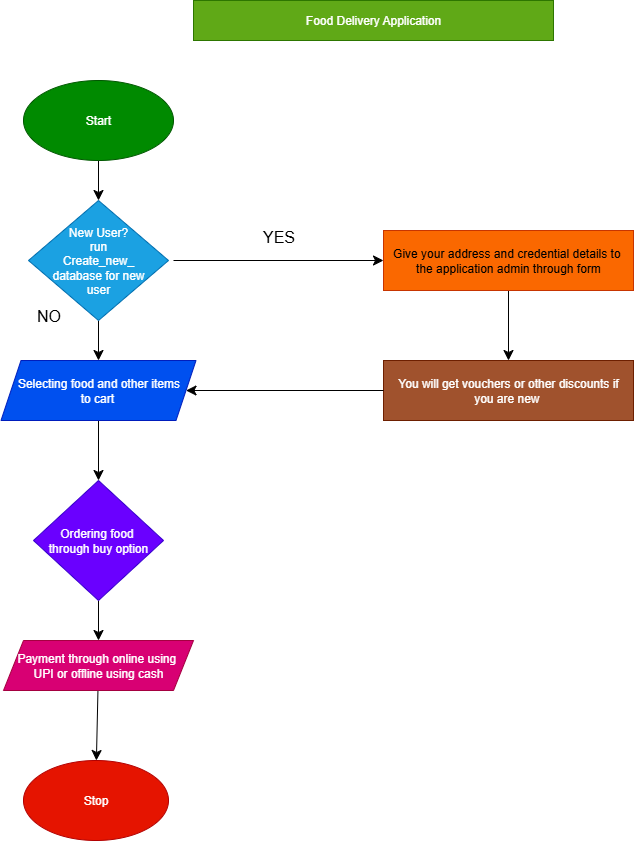 Food Delivery Application
Start
New User?
run
Create_new_
database for new
user
YES
Give your address and credential details to
the application admin through form
NO
Selecting food and other items
to cart
You will get vouchers or other discounts if
you are new
Ordering food
through buy option
Payment through online using
UPI or offline using cash
Stop